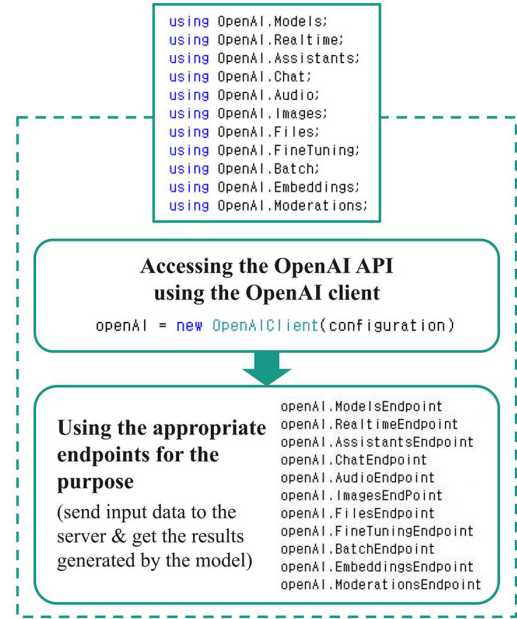 using OpenAI.Models;
using OpenAI.Realtime;
using OpenAI.Assistants;
using OpenAI.Chat;
using OpenAI.Audio;
using OpenAI.Images;
using OpenAI.Files;
using OpenAI.FineTuning;
using OpenAI.Batch;
using OpenAI.Embeddings;
using OpenAI.Moderations;
Accessing the OpenAI API
using the OpenAI client
openAI = new OpenAIClient(configuration)
Using the appropriate
endpoints for the
purpose
(send input data to the
server & get the results
generated by the model)
openAI.ModelsEndpoint
openAI.RealtimeEndpoint
openAI.AssistantsEndpoint
openAI.ChatEndpoint
openAI.AudioEndpoint
openAI.ImagesEndPoint
openAI.FilesEndpoint
openAI.FineTuningEndpoint
openAI.BatchEndpoint
openAI.EmbeddingsEndpoint
openAI.ModerationsEndpoint